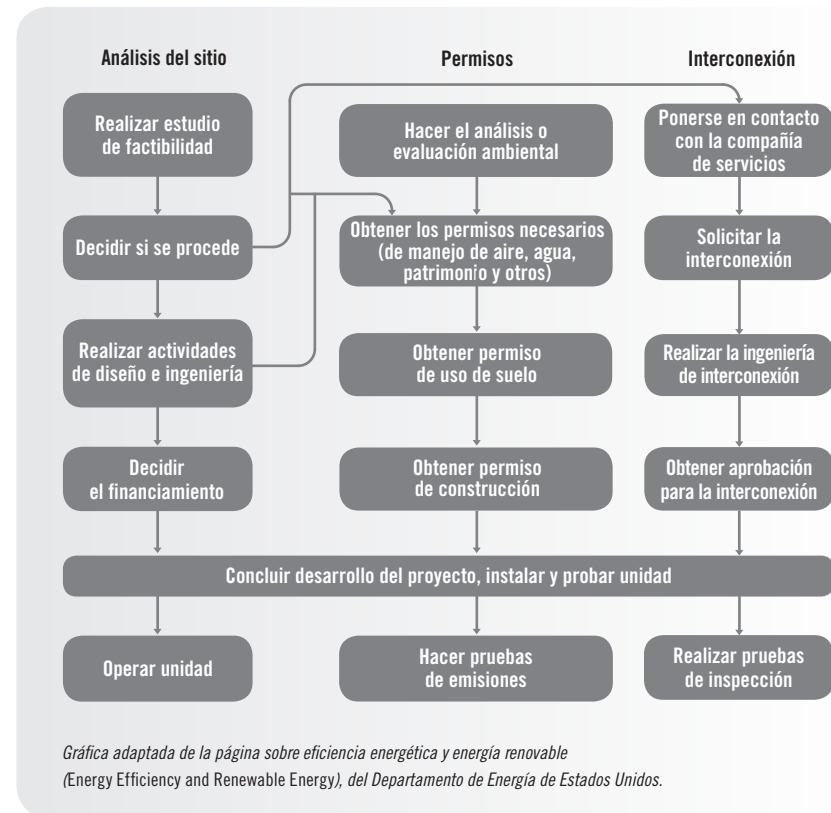 Análisis del sitio
Realizar estudio
de factibilidad
Decidir si se procede
Realizar actividades
de diseño e ingeniería
Decidir
el financiamiento
Permisos
Hacer el análisis o
evaluación ambiental
Obtener los permisos necesarios
(de manejo de aire, agua,
patrimonio y otros)
Obtener permiso
de uso de suelo
Obtener permiso
de construcción
Interconexión
Ponerse en contacto
con la compañía
de servicios
Solicitar la
interconexión
Realizar la ingeniería
de interconexión
Obtener aprobación
para la interconexión
Concluir desarrollo del proyecto, instalar y probar unidad
Operar unidad
Hacer pruebas
de emisiones
Realizar pruebas
de inspección
Gráfica adaptada de la página sobre eficiencia energética y energía renovable
(Energy Efficiency and Renewable Energy), del Departamento de Energía de Estados Unidos.